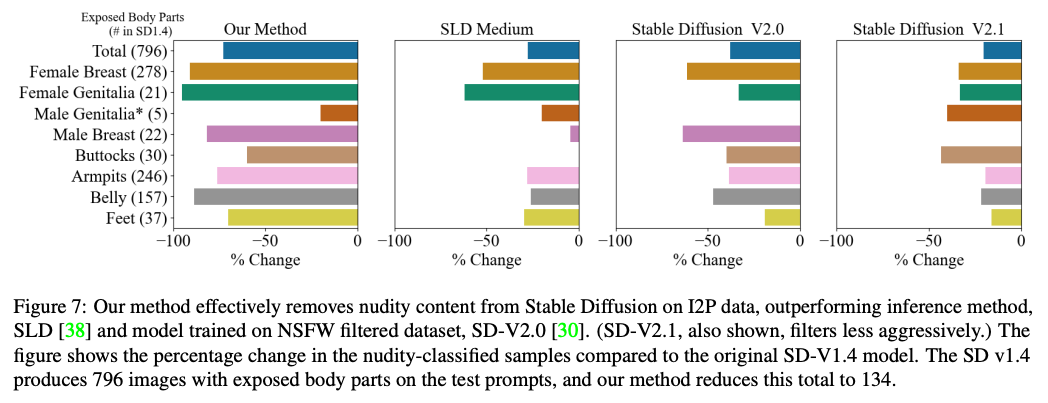 Exposed Body Parts
(# in SD1.4)
Our Method
SLD Medium
Stable Diffusion V2.0
Stable Diffusion V2.1
Total (796)
Female Breast (278)
Female Genitalia (21)
Male Genitalia* (5)
Male Breast (22)
Buttocks (30)
Armpits (246)
Belly (157)
Feet (37)
−100 −50 0
−100 −50 0
−100 −50 0
−100 −50 0
% Change
% Change
% Change
% Change
Figure 7: Our method effectively removes nudity content from Stable Diffusion on I2P data, outperforming inference method,
SLD [38] and model trained on NSFW filtered dataset, SD-V2.0 [30]. (SD-V2.1, also shown, filters less aggressively.) The
figure shows the percentage change in the nudity-classified samples compared to the original SD-V1.4 model. The SD v1.4
produces 796 images with exposed body parts on the test prompts, and our method reduces this total to 134.